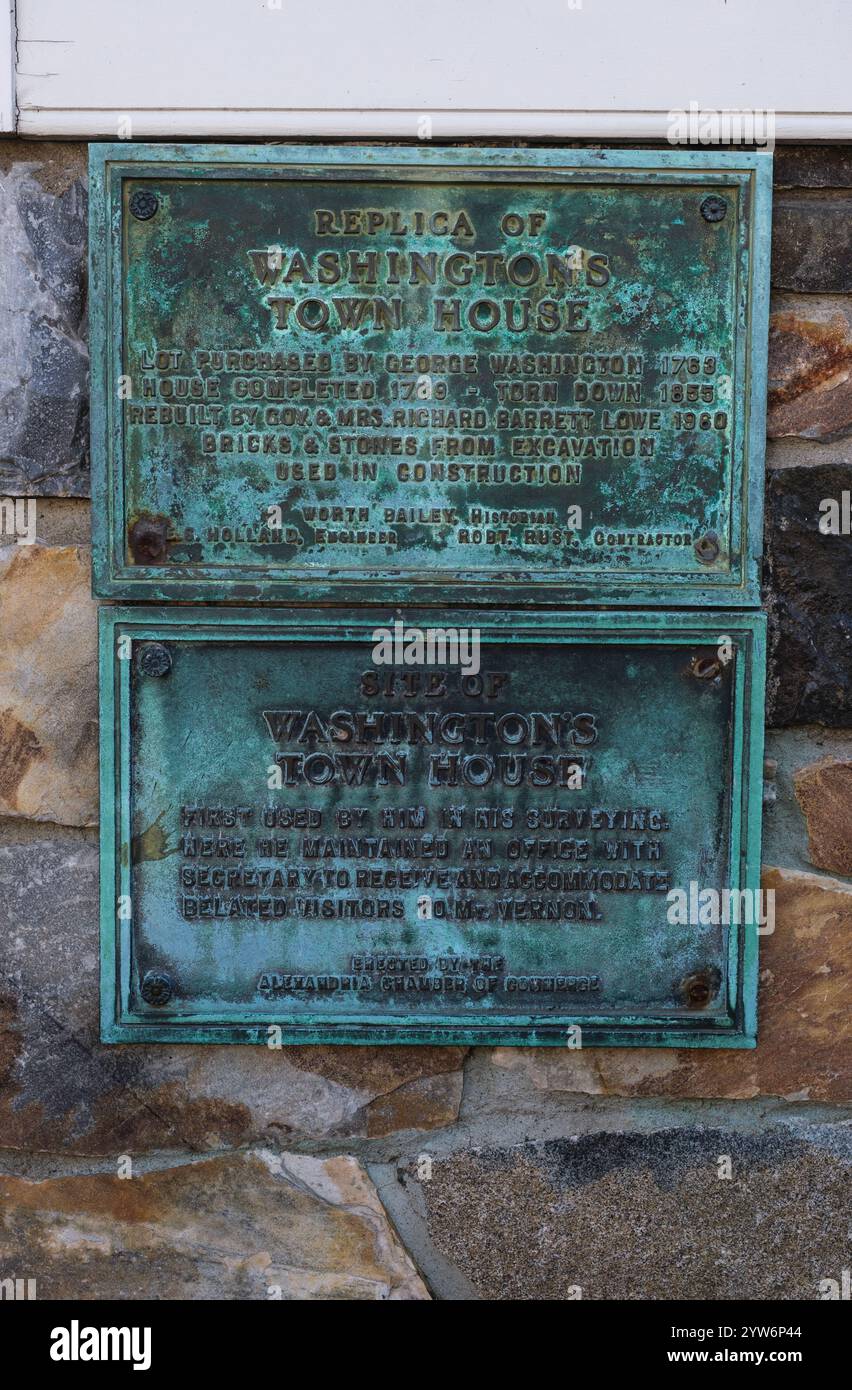 REPLICA OF
WASHINGTON'S
TOWN HOUSE
LOT PURCHASED BY GEORGE WASHINGTON 1763
HOUSE COMPLETED 1769 - TORN DOWN 1855
REBUILT BY GOV. & MRS. RICHARD BARRETT LOWE 1960
BRICKS & STONES FROM EXCAVATION
USED IN CONSTRUCTION
WORTH BAILEY, HISTORIAN
HOLLAND, ENGINEER ROBT. RUST, CONTRACTOR
SITE OF
WASHINGTON'S
TOWN HOUSE
FIRST USED BY HIM IN HIS SURVEYING.
HERE HE MAINTAINED AN OFFICE WITH
SECRETARY TO RECEIVE AND ACCOMMODATE
BELATED VISITORS TO MT. VERNON.
ERECTED BY THE
ALEXANDRIA CHAMBER OF COMMERCE
alamy
Image ID: 2YW6P44
www.alamy.com